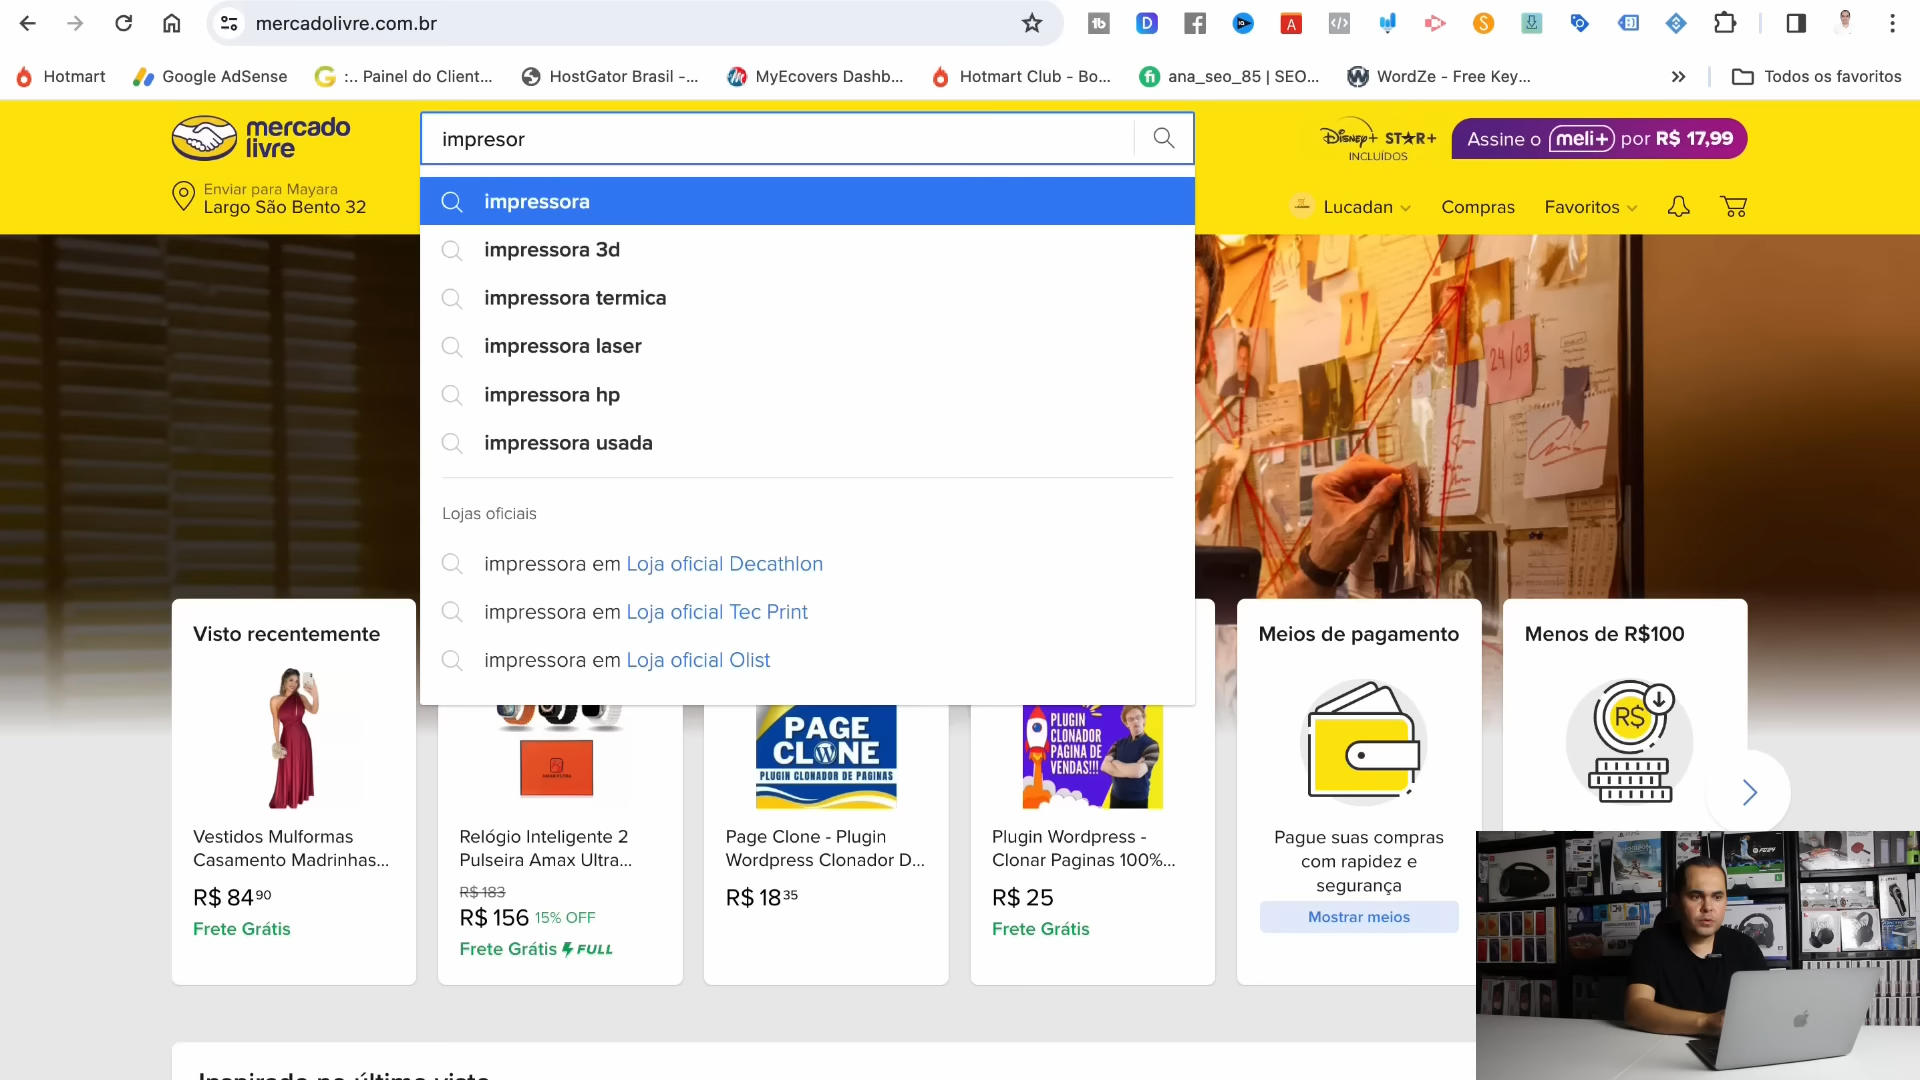 mercadolivre.com.br
Hotmart
Google AdSense
:.. Painel do Client...
HostGator Brasil -...
MyEcovers Dashb...
Hotmart Club - Bo...
ana_seo_85 | SEO...
WordZe - Free Key...
Todos os favoritos
mercado
livre
impresor
Disney+ STAR+
INCLUÍDOS
Assine o meli+ por R$ 17,99
Enviar para Mayara
Largo São Bento 32
Lucadan
Compras
Favoritos
impressora
impressora 3d
impressora termica
impressora laser
impressora hp
impressora usada
Lojas oficiais
impressora em Loja oficial Decathlon
impressora em Loja oficial Tec Print
impressora em Loja oficial Olist
24/03
Visto recentemente
Vestidos Mulformas
Casamento Madrinhas...
R$ 84 90
Frete Grátis
Relógio Inteligente 2
Pulseira Amax Ultra...
R$ 183
R$ 156 15% OFF
Frete Grátis FULL
PAGE
CLONE
PLUGIN CLONADOR DE PAGINAS
Page Clone - Plugin
Wordpress Clonador D...
R$ 18 35
PLUGIN
CLONADOR
PAGINA DE
VENDAS!!!
Plugin Wordpress -
Clonar Paginas 100%...
R$ 25
Frete Grátis
Meios de pagamento
Pague suas compras
com rapidez e
segurança
Mostrar meios
Menos de R$100
R$
Inspirado no último visto